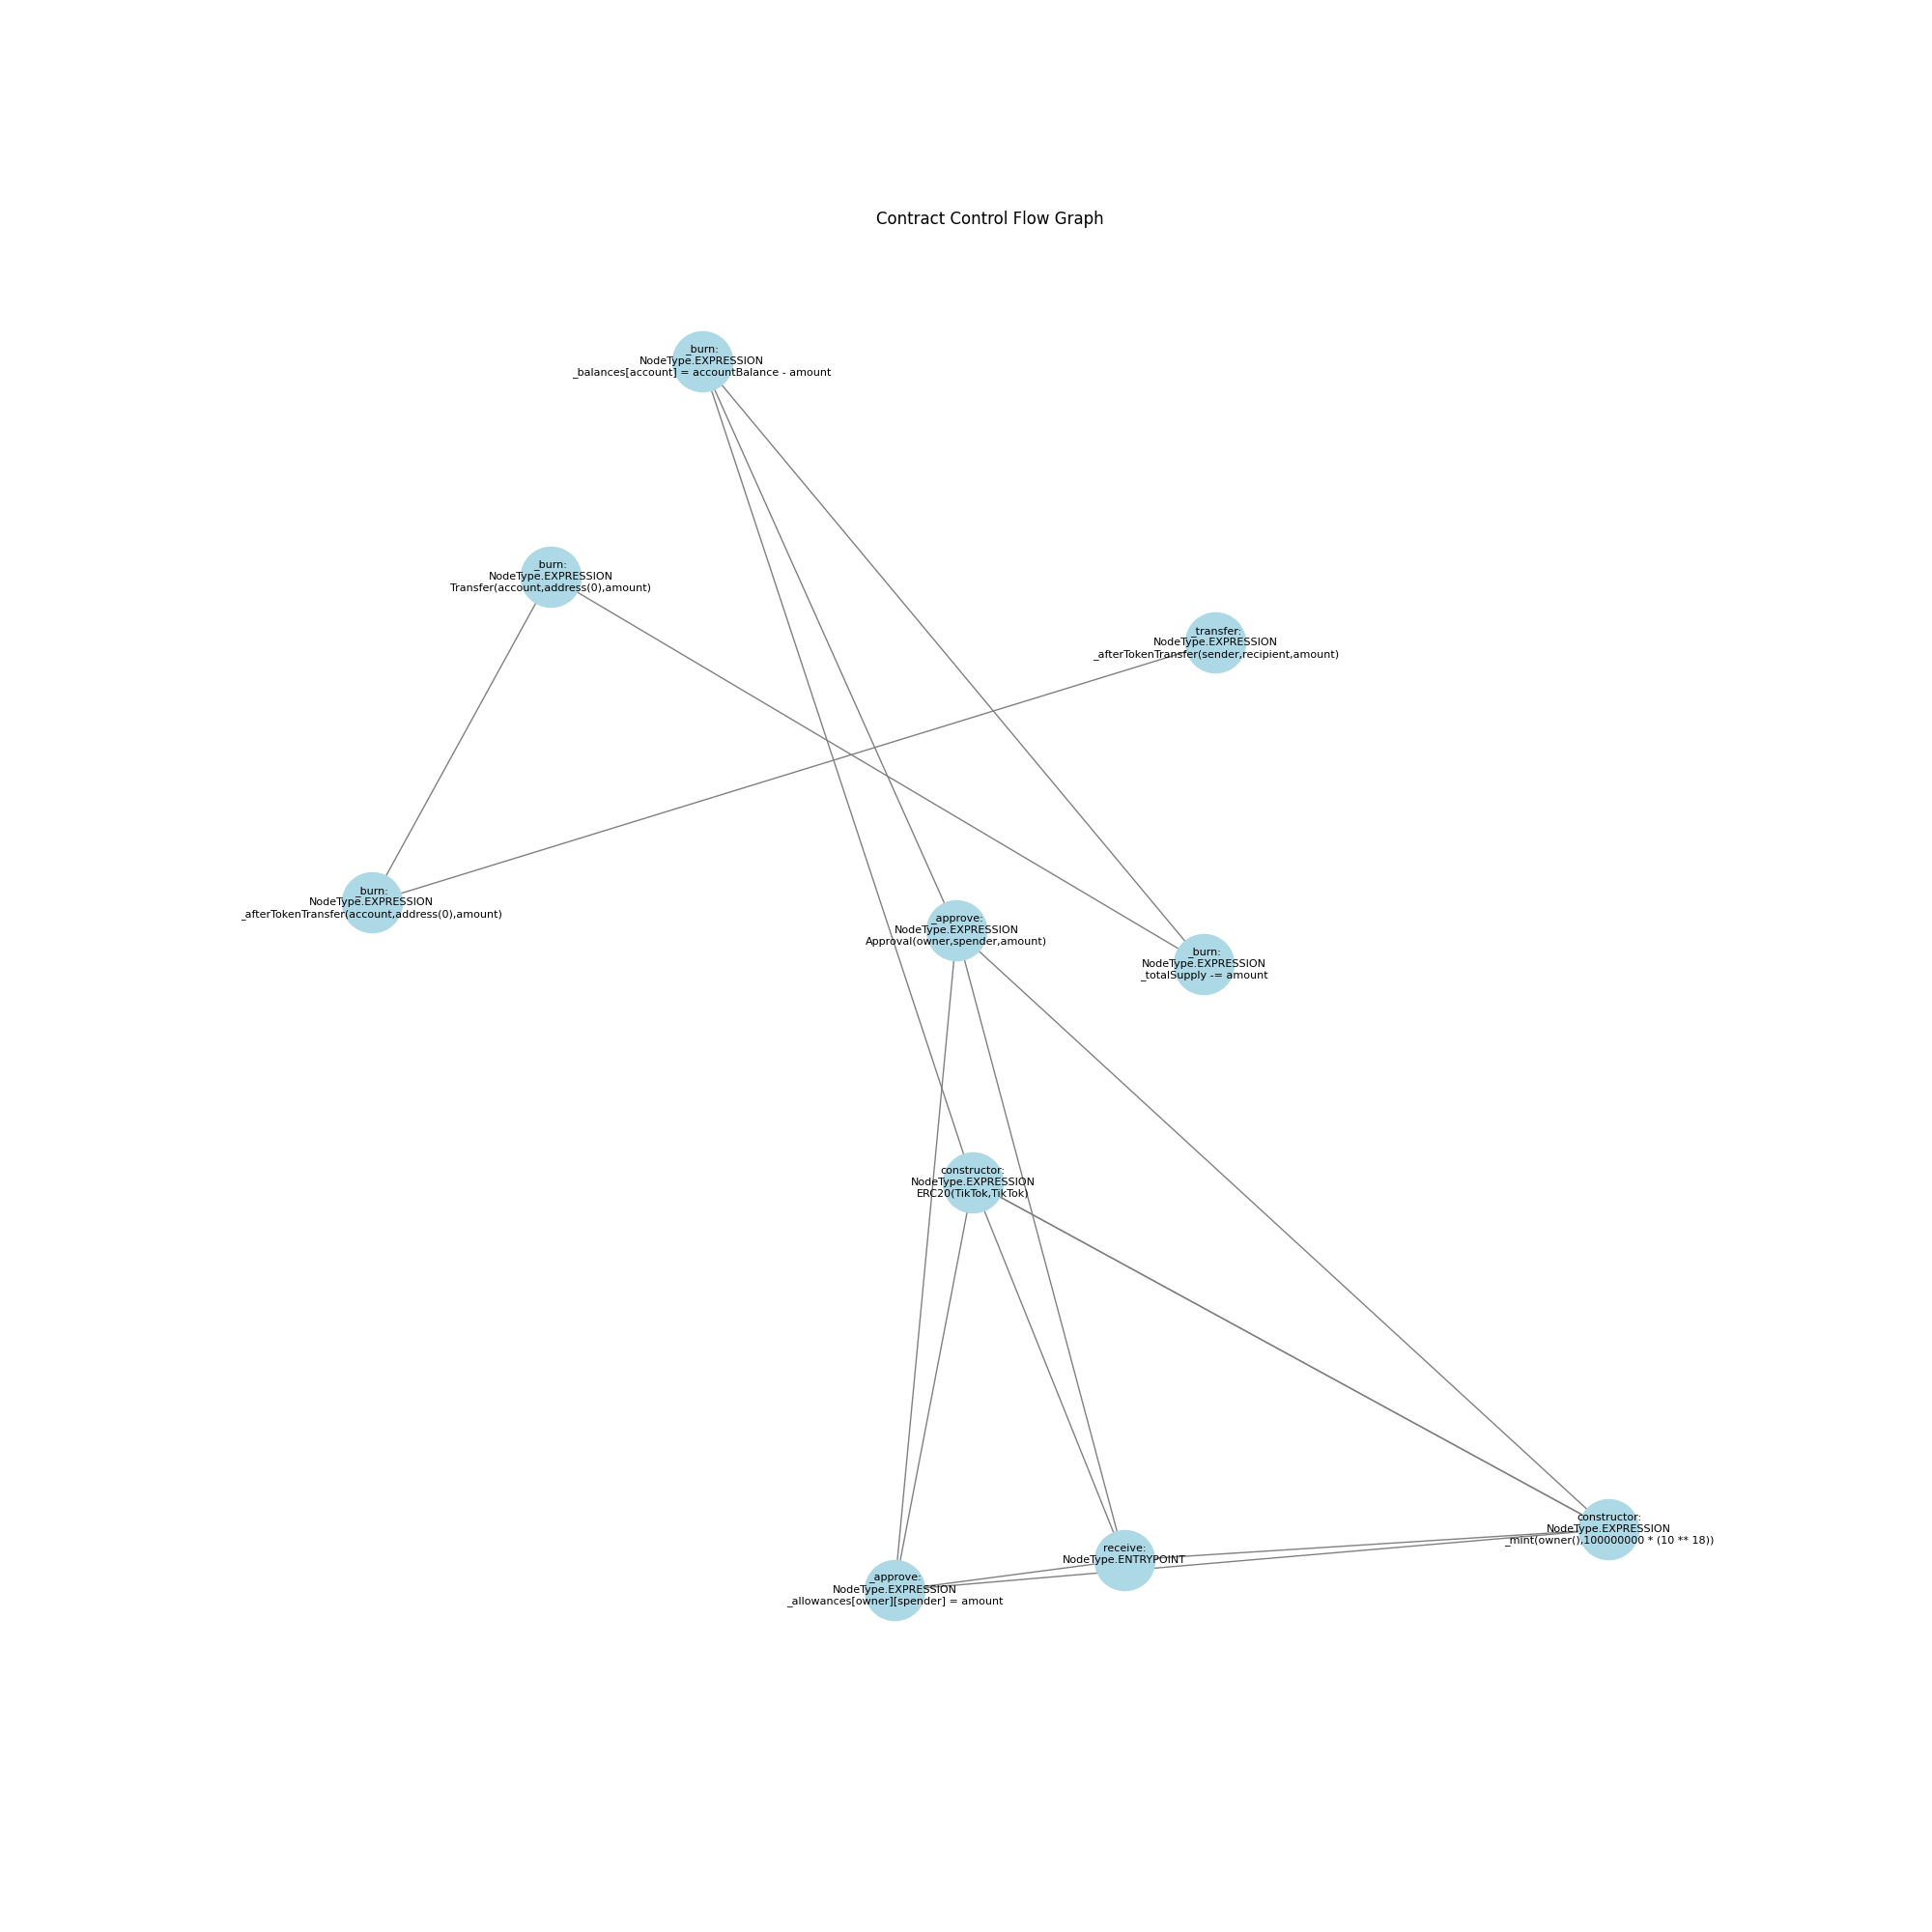 Contract Control Flow Graph
_burn:
NodeType.EXPRESSION
_balances[account] = accountBalance - amount
_burn:
NodeType.EXPRESSION
Transfer(account,address(0),amount)
_transfer:
NodeType.EXPRESSION
_afterTokenTransfer(sender,recipient,amount)
_burn:
NodeType.EXPRESSION
_afterTokenTransfer(account,address(0),amount)
_approve:
NodeType.EXPRESSION
Approval(owner,spender,amount)
_burn:
NodeType.EXPRESSION
_totalSupply -= amount
constructor:
NodeType.EXPRESSION
ERC20(TikTok,TikTok)
constructor:
NodeType.EXPRESSION
_mint(owner(),100000000 * (10 ** 18))
receive:
NodeType.ENTRYPOINT
_approve:
NodeType.EXPRESSION
_allowances[owner][spender] = amount